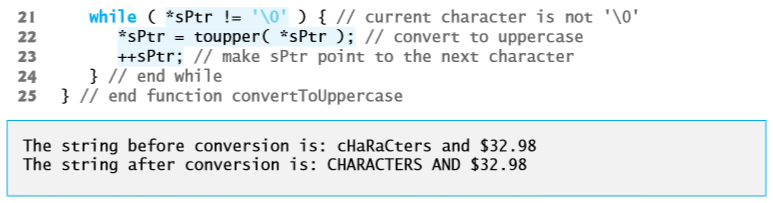 21 while ( *sPtr != '\0' ) { // current character is not '\0'
22 *sPtr = toupper( *sPtr ); // convert to uppercase
23 ++sPtr; // make sPtr point to the next character
24 } // end while
25 } // end function convertToUppercase
The string before conversion is: cHaRaCters and $32.98
The string after conversion is: CHARACTERS AND $32.98